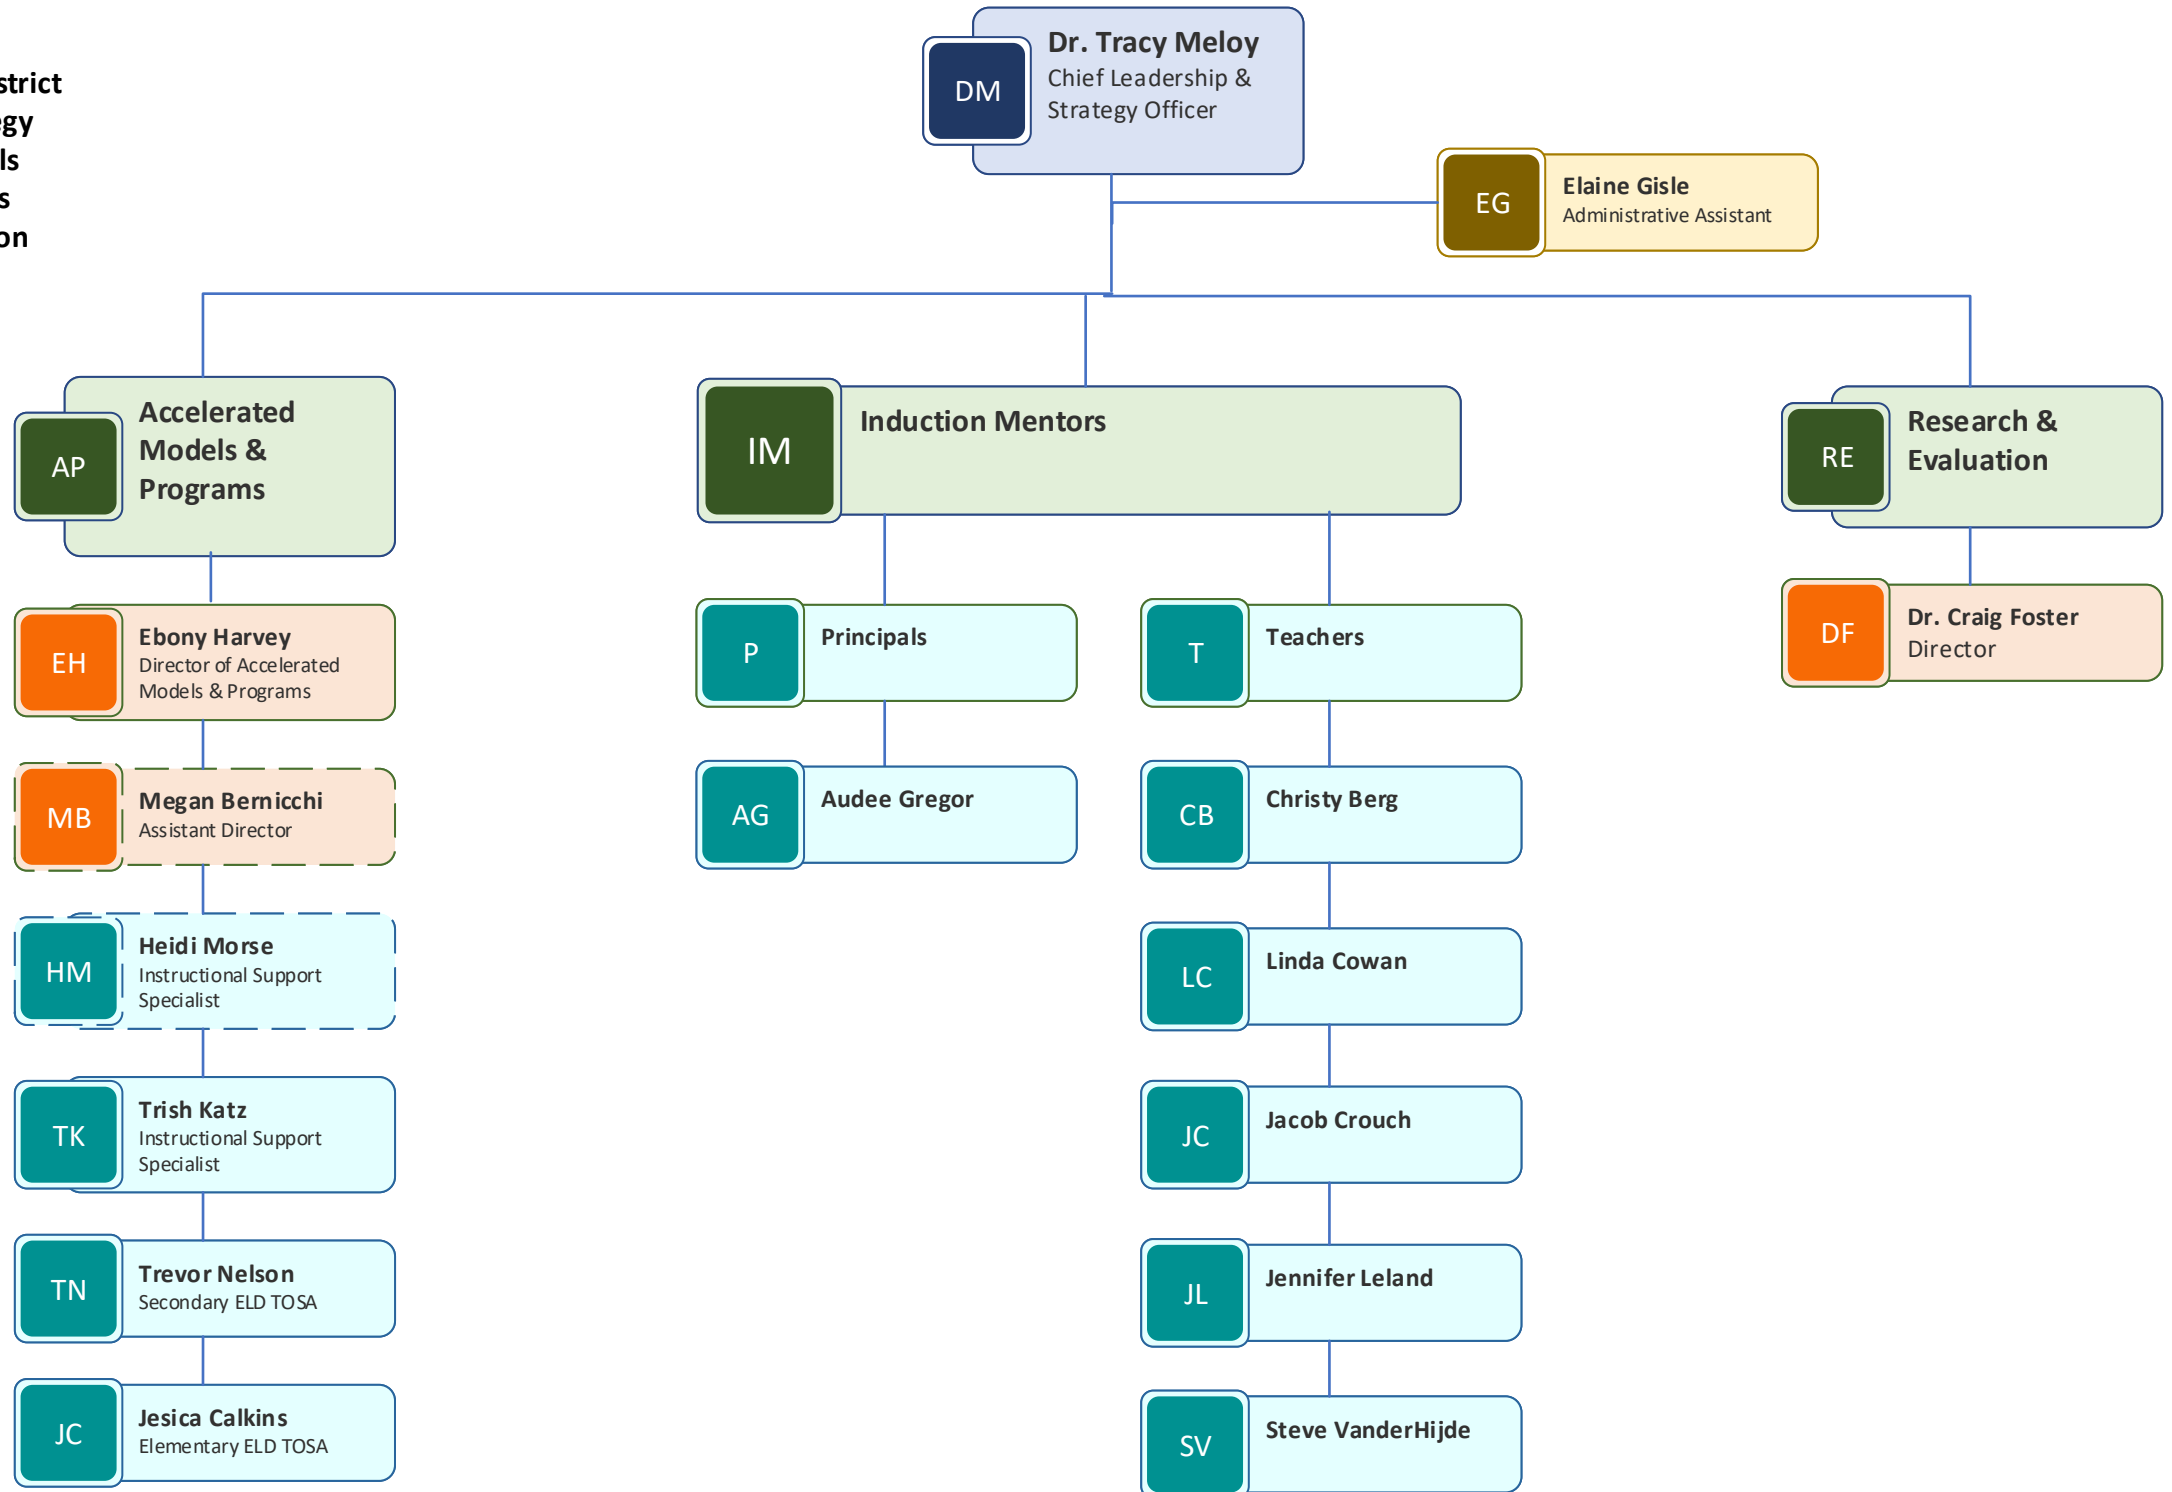 Dr. Tracy Meloy
Chief Leadership &
Strategy Officer
DM
Elaine Gisle
Administrative Assistant
EG
Accelerated
Models &
Programs
AP
Ebony Harvey
Director of Accelerated
Models & Programs
EH
Megan Bernicchi
Assistant Director
MB
Heidi Morse
Instructional Support
Specialist
HM
Trish Katz
Instructional Support
Specialist
TK
Trevor Nelson
Secondary ELD TOSA
TN
Jesica Calkins
Elementary ELD TOSA
JC
Induction Mentors
IM
Principals
P
Audee Gregor
AG
Teachers
T
Christy Berg
CB
Linda Cowan
LC
Jacob Crouch
JC
Jennifer Leland
JL
Steve VanderHijde
SV
Research &
Evaluation
RE
Dr. Craig Foster
Director
DF